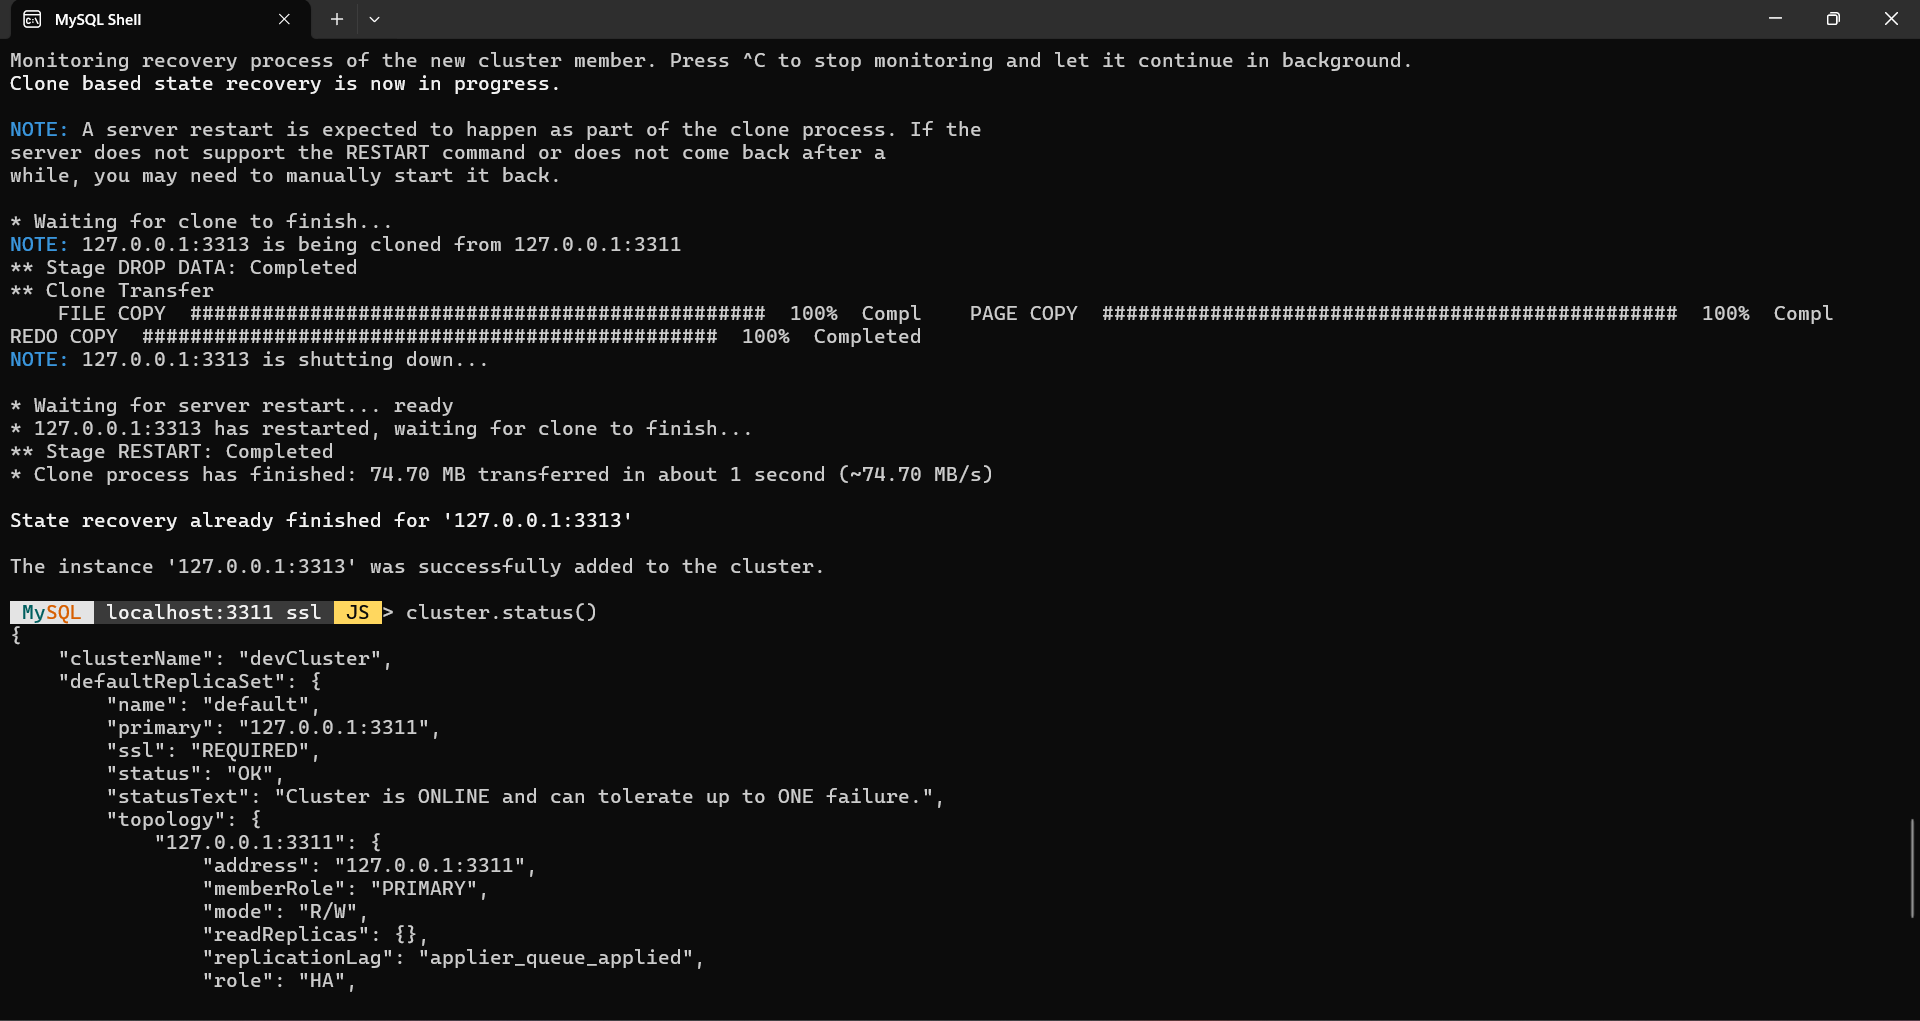 MySQL Shell
Monitoring recovery process of the new cluster member. Press ^C to stop monitoring and let it continue in background.
Clone based state recovery is now in progress.
NOTE: A server restart is expected to happen as part of the clone process. If the
server does not support the RESTART command or does not come back after a
while, you may need to manually start it back.
* Waiting for clone to finish...
NOTE: 127.0.0.1:3313 is being cloned from 127.0.0.1:3311
** Stage DROP DATA: Completed
** Clone Transfer
    FILE COPY  ################################################  100%  Compl    PAGE COPY  ################################################  100%  Compl
REDO COPY  ################################################  100%  Completed
NOTE: 127.0.0.1:3313 is shutting down...
* Waiting for server restart... ready
* 127.0.0.1:3313 has restarted, waiting for clone to finish...
** Stage RESTART: Completed
* Clone process has finished: 74.70 MB transferred in about 1 second (~74.70 MB/s)
State recovery already finished for '127.0.0.1:3313'
The instance '127.0.0.1:3313' was successfully added to the cluster.
MySQL  localhost:3311 ssl  JS > cluster.status()
{
    "clusterName": "devCluster",
    "defaultReplicaSet": {
        "name": "default",
        "primary": "127.0.0.1:3311",
        "ssl": "REQUIRED",
        "status": "OK",
        "statusText": "Cluster is ONLINE and can tolerate up to ONE failure.",
        "topology": {
            "127.0.0.1:3311": {
                "address": "127.0.0.1:3311",
                "memberRole": "PRIMARY",
                "mode": "R/W",
                "readReplicas": {},
                "replicationLag": "applier_queue_applied",
                "role": "HA",